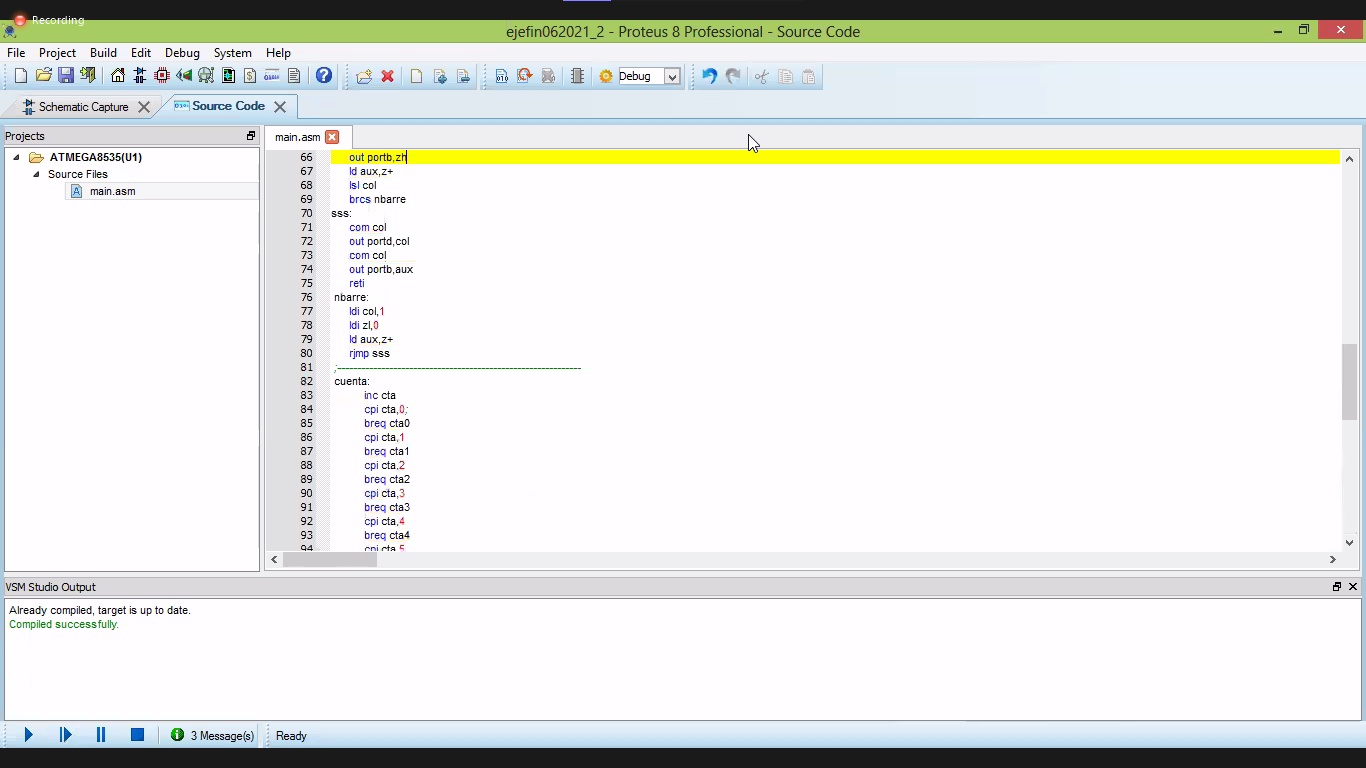 Recording
ejefin062021_2 - Proteus 8 Professional - Source Code
File Project Build Edit Debug System Help
Debug
Schematic Capture
Source Code
Projects
main.asm
ATMEGA8535(U1)
Source Files
main.asm
66 out portb,zh
67 ld aux,z+
68 lsl col
69 brcs nbarre
70 sss:
71 com col
72 out portd,col
73 com col
74 out portb,aux
75 reti
76 nbarre:
77 ldi col,1
78 ldi zl,0
79 ld aux,z+
80 rjmp sss
81 ;------------------------------------------------------------
82 cuenta:
83 inc cta
84 cpi cta,0;
85 breq cta0
86 cpi cta,1
87 breq cta1
88 cpi cta,2
89 breq cta2
90 cpi cta,3
91 breq cta3
92 cpi cta,4
93 breq cta4
94 cpi cta,5
VSM Studio Output
Already compiled, target is up to date.
Compiled successfully.
3 Message(s)
Ready